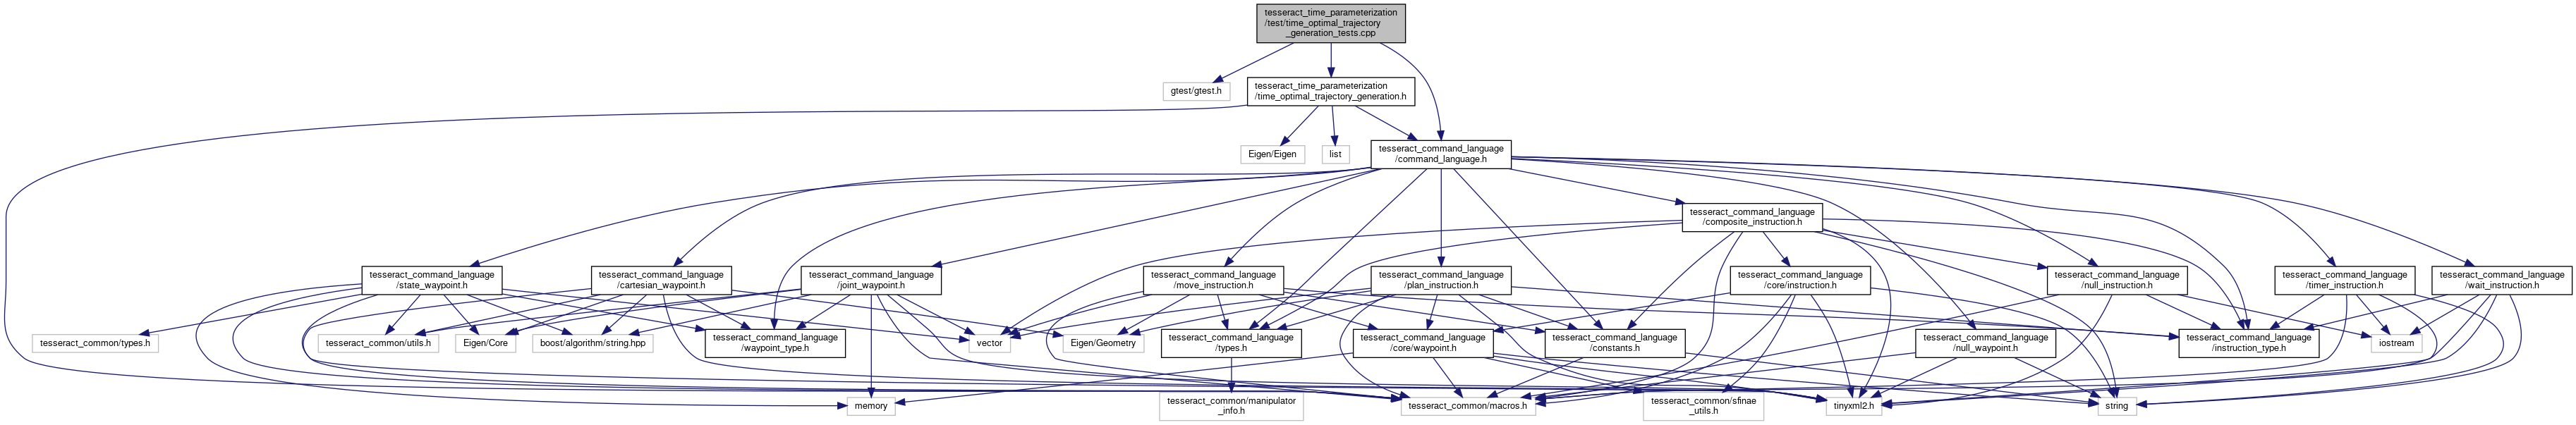 tesseract_time_parameterization
/test/time_optimal_trajectory
_generation_tests.cpp
gtest/gtest.h
tesseract_time_parameterization
/time_optimal_trajectory_generation.h
Eigen/Eigen
list
tesseract_command_language
/command_language.h
tesseract_command_language
/composite_instruction.h
tesseract_command_language
/state_waypoint.h
tesseract_command_language
/cartesian_waypoint.h
tesseract_command_language
/joint_waypoint.h
tesseract_command_language
/move_instruction.h
tesseract_command_language
/plan_instruction.h
tesseract_command_language
/core/instruction.h
tesseract_command_language
/null_instruction.h
tesseract_command_language
/timer_instruction.h
tesseract_command_language
/wait_instruction.h
tesseract_common/types.h
tesseract_common/utils.h
Eigen/Core
boost/algorithm/string.hpp
tesseract_command_language
/waypoint_type.h
vector
Eigen/Geometry
tesseract_command_language
/types.h
tesseract_command_language
/core/waypoint.h
tesseract_command_language
/constants.h
tesseract_command_language
/null_waypoint.h
tesseract_command_language
/instruction_type.h
iostream
memory
tesseract_common/macros.h
tesseract_common/manipulator
_info.h
tesseract_common/sfinae
_utils.h
tinyxml2.h
string